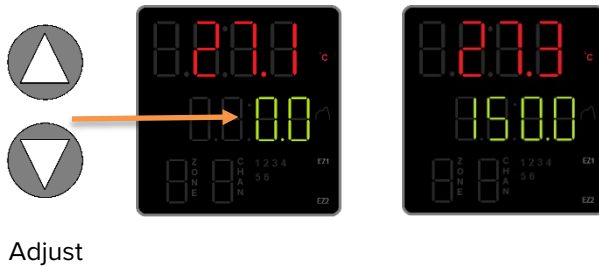 27.1 °C
0.0
ZONE CHAN 1234 EZ1
56
EZ2
27.3 °C
150.0
ZONE CHAN 1234 EZ1
56
EZ2
Adjust